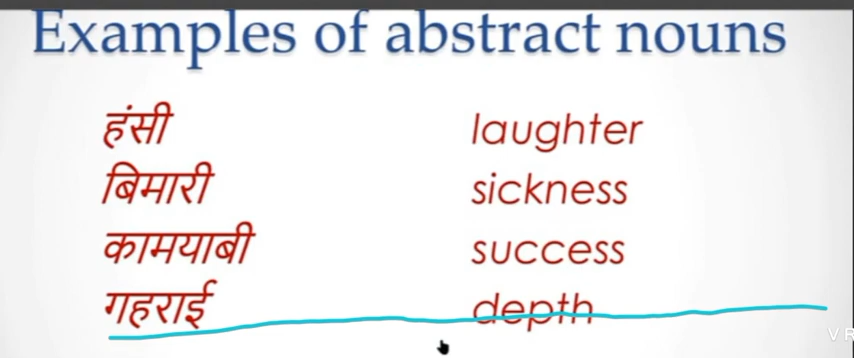 Examples of abstract nouns
हंसी laughter
बिमारी sickness
कामयाबी success
गहराई depth
V R